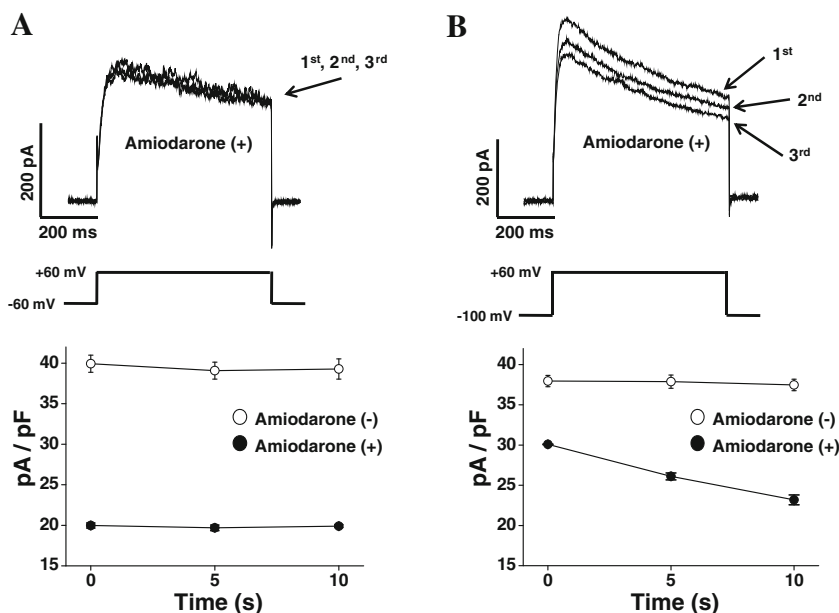 A
1st, 2nd, 3rd
Amiodarone (+)
200 pA
200 ms
+60 mV
-60 mV
pA / pF
40
35
30
25
20
15
Amiodarone (-)
Amiodarone (+)
0
5
10
Time (s)
B
1st
2nd
3rd
Amiodarone (+)
200 pA
200 ms
+60 mV
-100 mV
pA / pF
40
35
30
25
20
15
Amiodarone (-)
Amiodarone (+)
0
5
10
Time (s)